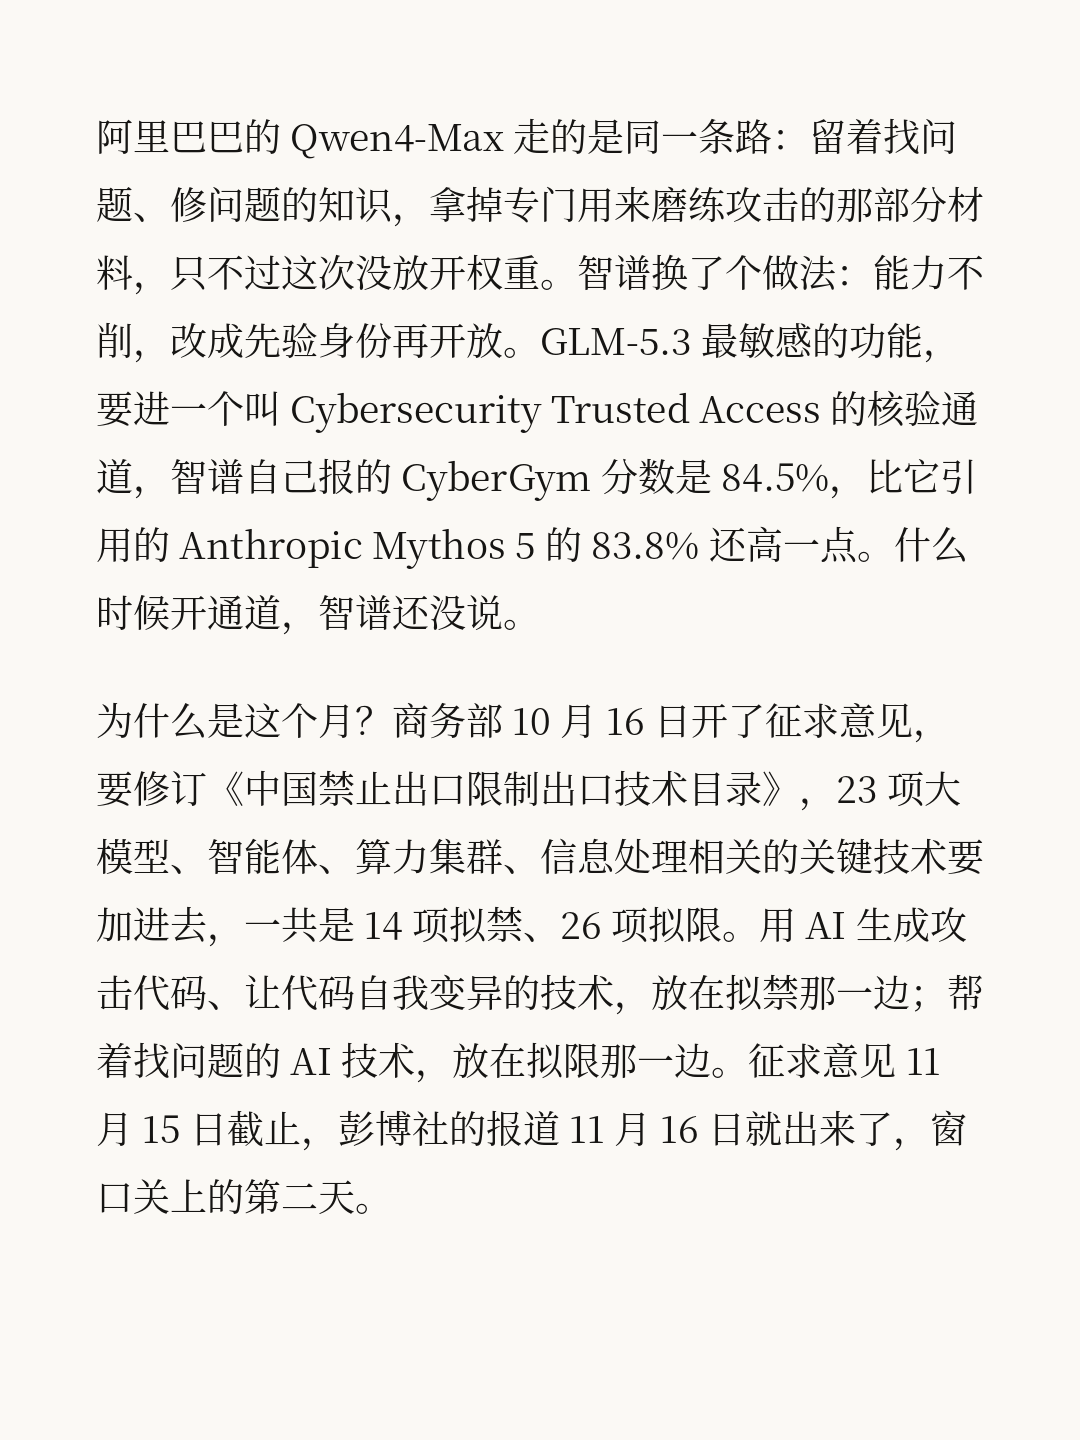 阿里巴巴的 Qwen4-Max 走的是同一条路：留着找问
题、修问题的知识，拿掉专门用来磨练攻击的那部分材
料，只不过这次没放开权重。智谱换了个做法：能力不
削，改成先验身份再开放。GLM-5.3 最敏感的功能，
要进一个叫 Cybersecurity Trusted Access 的核验通
道，智谱自己报的 CyberGym 分数是 84.5%，比它引
用的 Anthropic Mythos 5 的 83.8% 还高一点。什么
时候开通道，智谱还没说。
为什么是这个月？商务部 10 月 16 日开了征求意见，
要修订《中国禁止出口限制出口技术目录》，23 项大
模型、智能体、算力集群、信息处理相关的关键技术要
加进去，一共是 14 项拟禁、26 项拟限。用 AI 生成攻
击代码、让代码自我变异的技术，放在拟禁那一边；帮
着找问题的 AI 技术，放在拟限那一边。征求意见 11
月 15 日截止，彭博社的报道 11 月 16 日就出来了，窗
口关上的第二天。